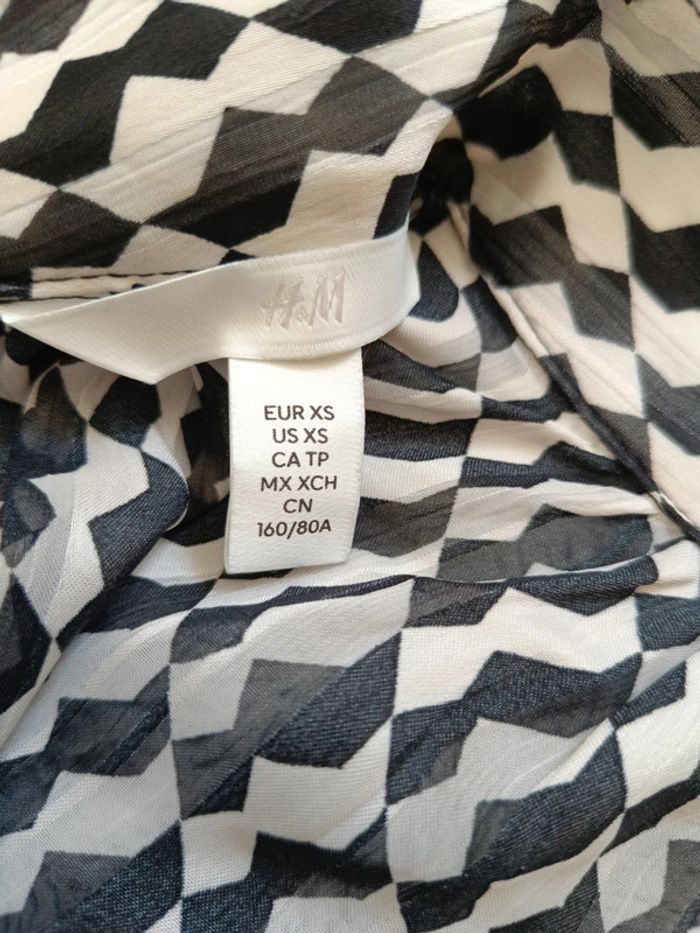 H&M
EUR XS
US XS
CA TP
MX XCH
CN
160/80A